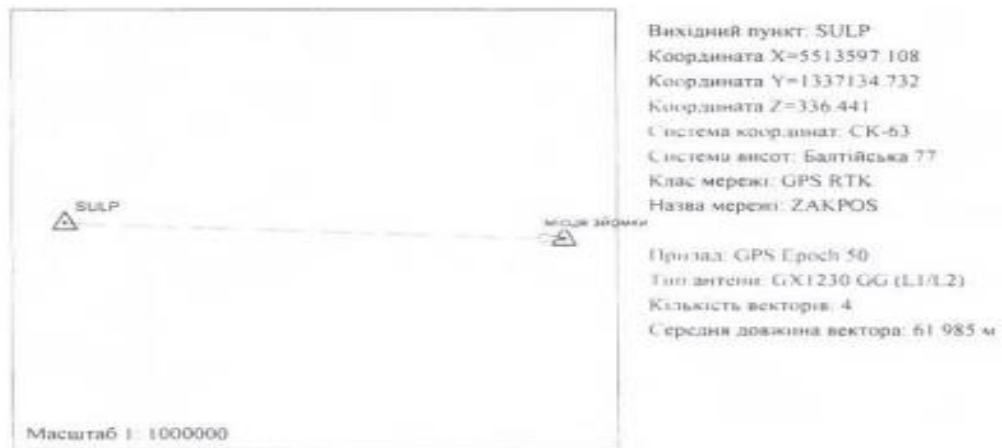 Вихідний пункт: SULP
Координата X=5513597.108
Координата Y=1337134.732
Координата Z=336.441
Система координат: СК-63
Система висот: Балтійська 77
Клас мережі: GPS RTK
Назва мережі: ZAKPOS
SULP
місце зйомки
Прилад: GPS Epoch 50
Тип антени: GX1230 GG (L1/L2)
Кількість векторів: 4
Середня довжина вектора: 61 985 м
Масштаб 1: 1000000